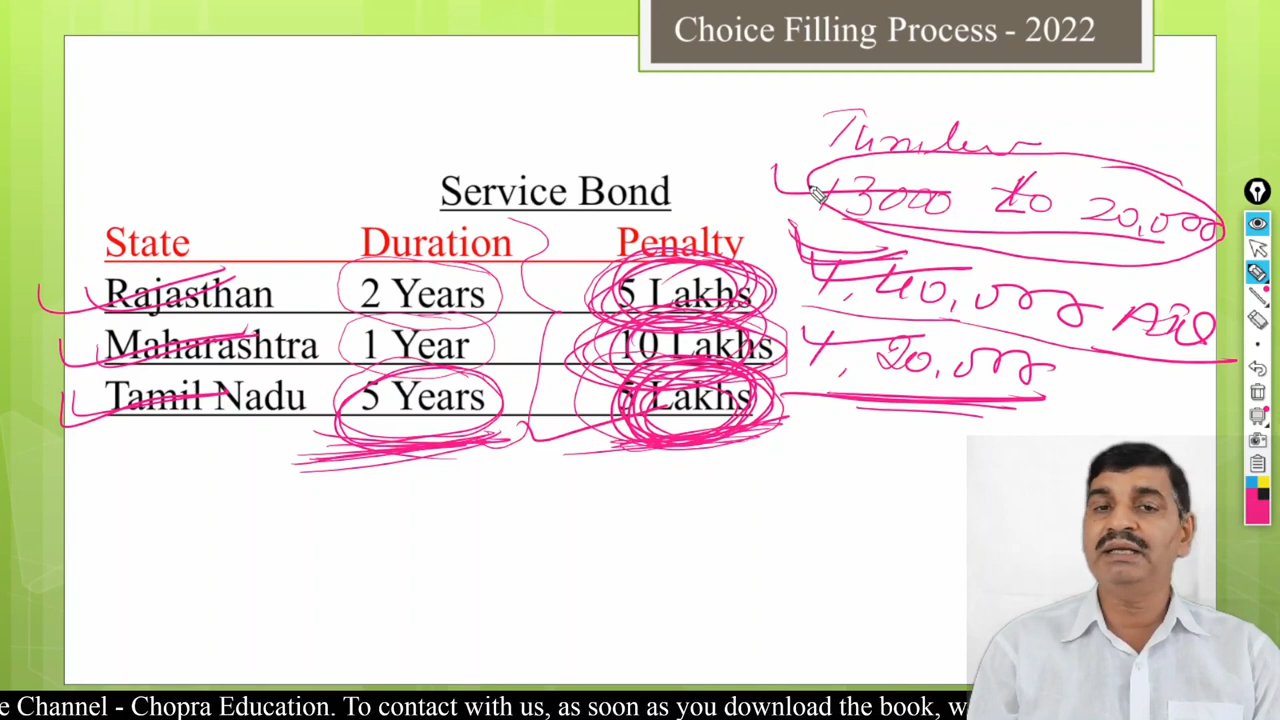 Choice Filling Process - 2022
Service Bond
State Duration Penalty
Rajasthan 2 Years 5 Lakhs
Maharashtra 1 Year 10 Lakhs
Tamil Nadu 5 Years 5 Lakhs
13000 to 20,000
1,40,000
1,20,000
e Channel - Chopra Education. To contact with us, as soon as you download the book, w